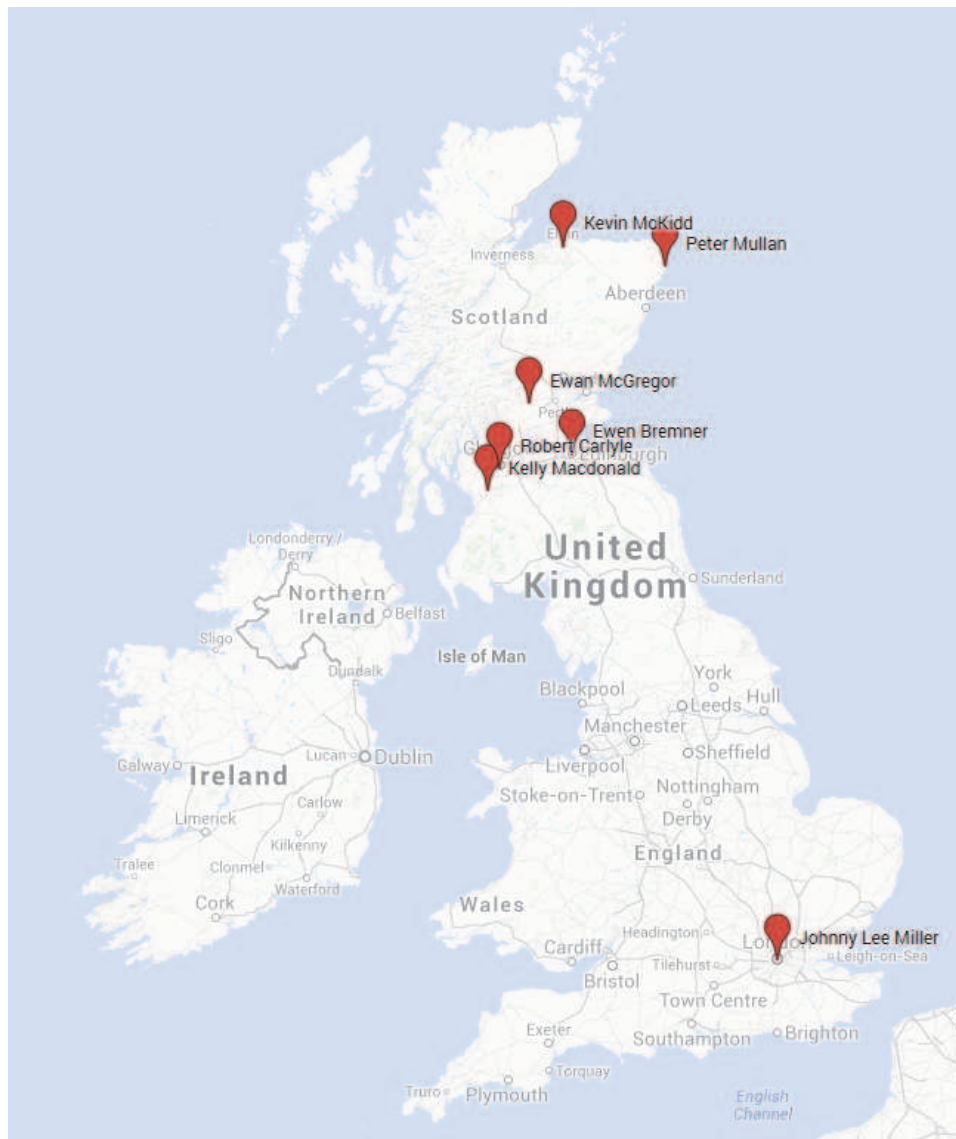 Kevin McKidd
Peter Mullan
Inverness
Aberdeen
Scotland
Ewan McGregor
Ewen Bremner
Robert Carlyle
Edinburgh
Kelly Macdonald
United
Kingdom
Londonderry /
Derry
Northern
Ireland
Belfast
Sunderland
Sligo
Isle of Man
Dundalk
York
Blackpool
Leeds
Hull
Manchester
Galway
Lucan
Dublin
Liverpool
Sheffield
Ireland
Stoke-on-Trent
Nottingham
Carlow
Derby
Limerick
Kilkenny
England
Tralee
Clonmel
Waterford
Cork
Wales
Headington
Johnny Lee Miller
London
Cardiff
Tilehurst
Leigh-on-Sea
Bristol
Town Centre
Exeter
Southampton
Brighton
Torquay
Truro
Plymouth
English
Channel